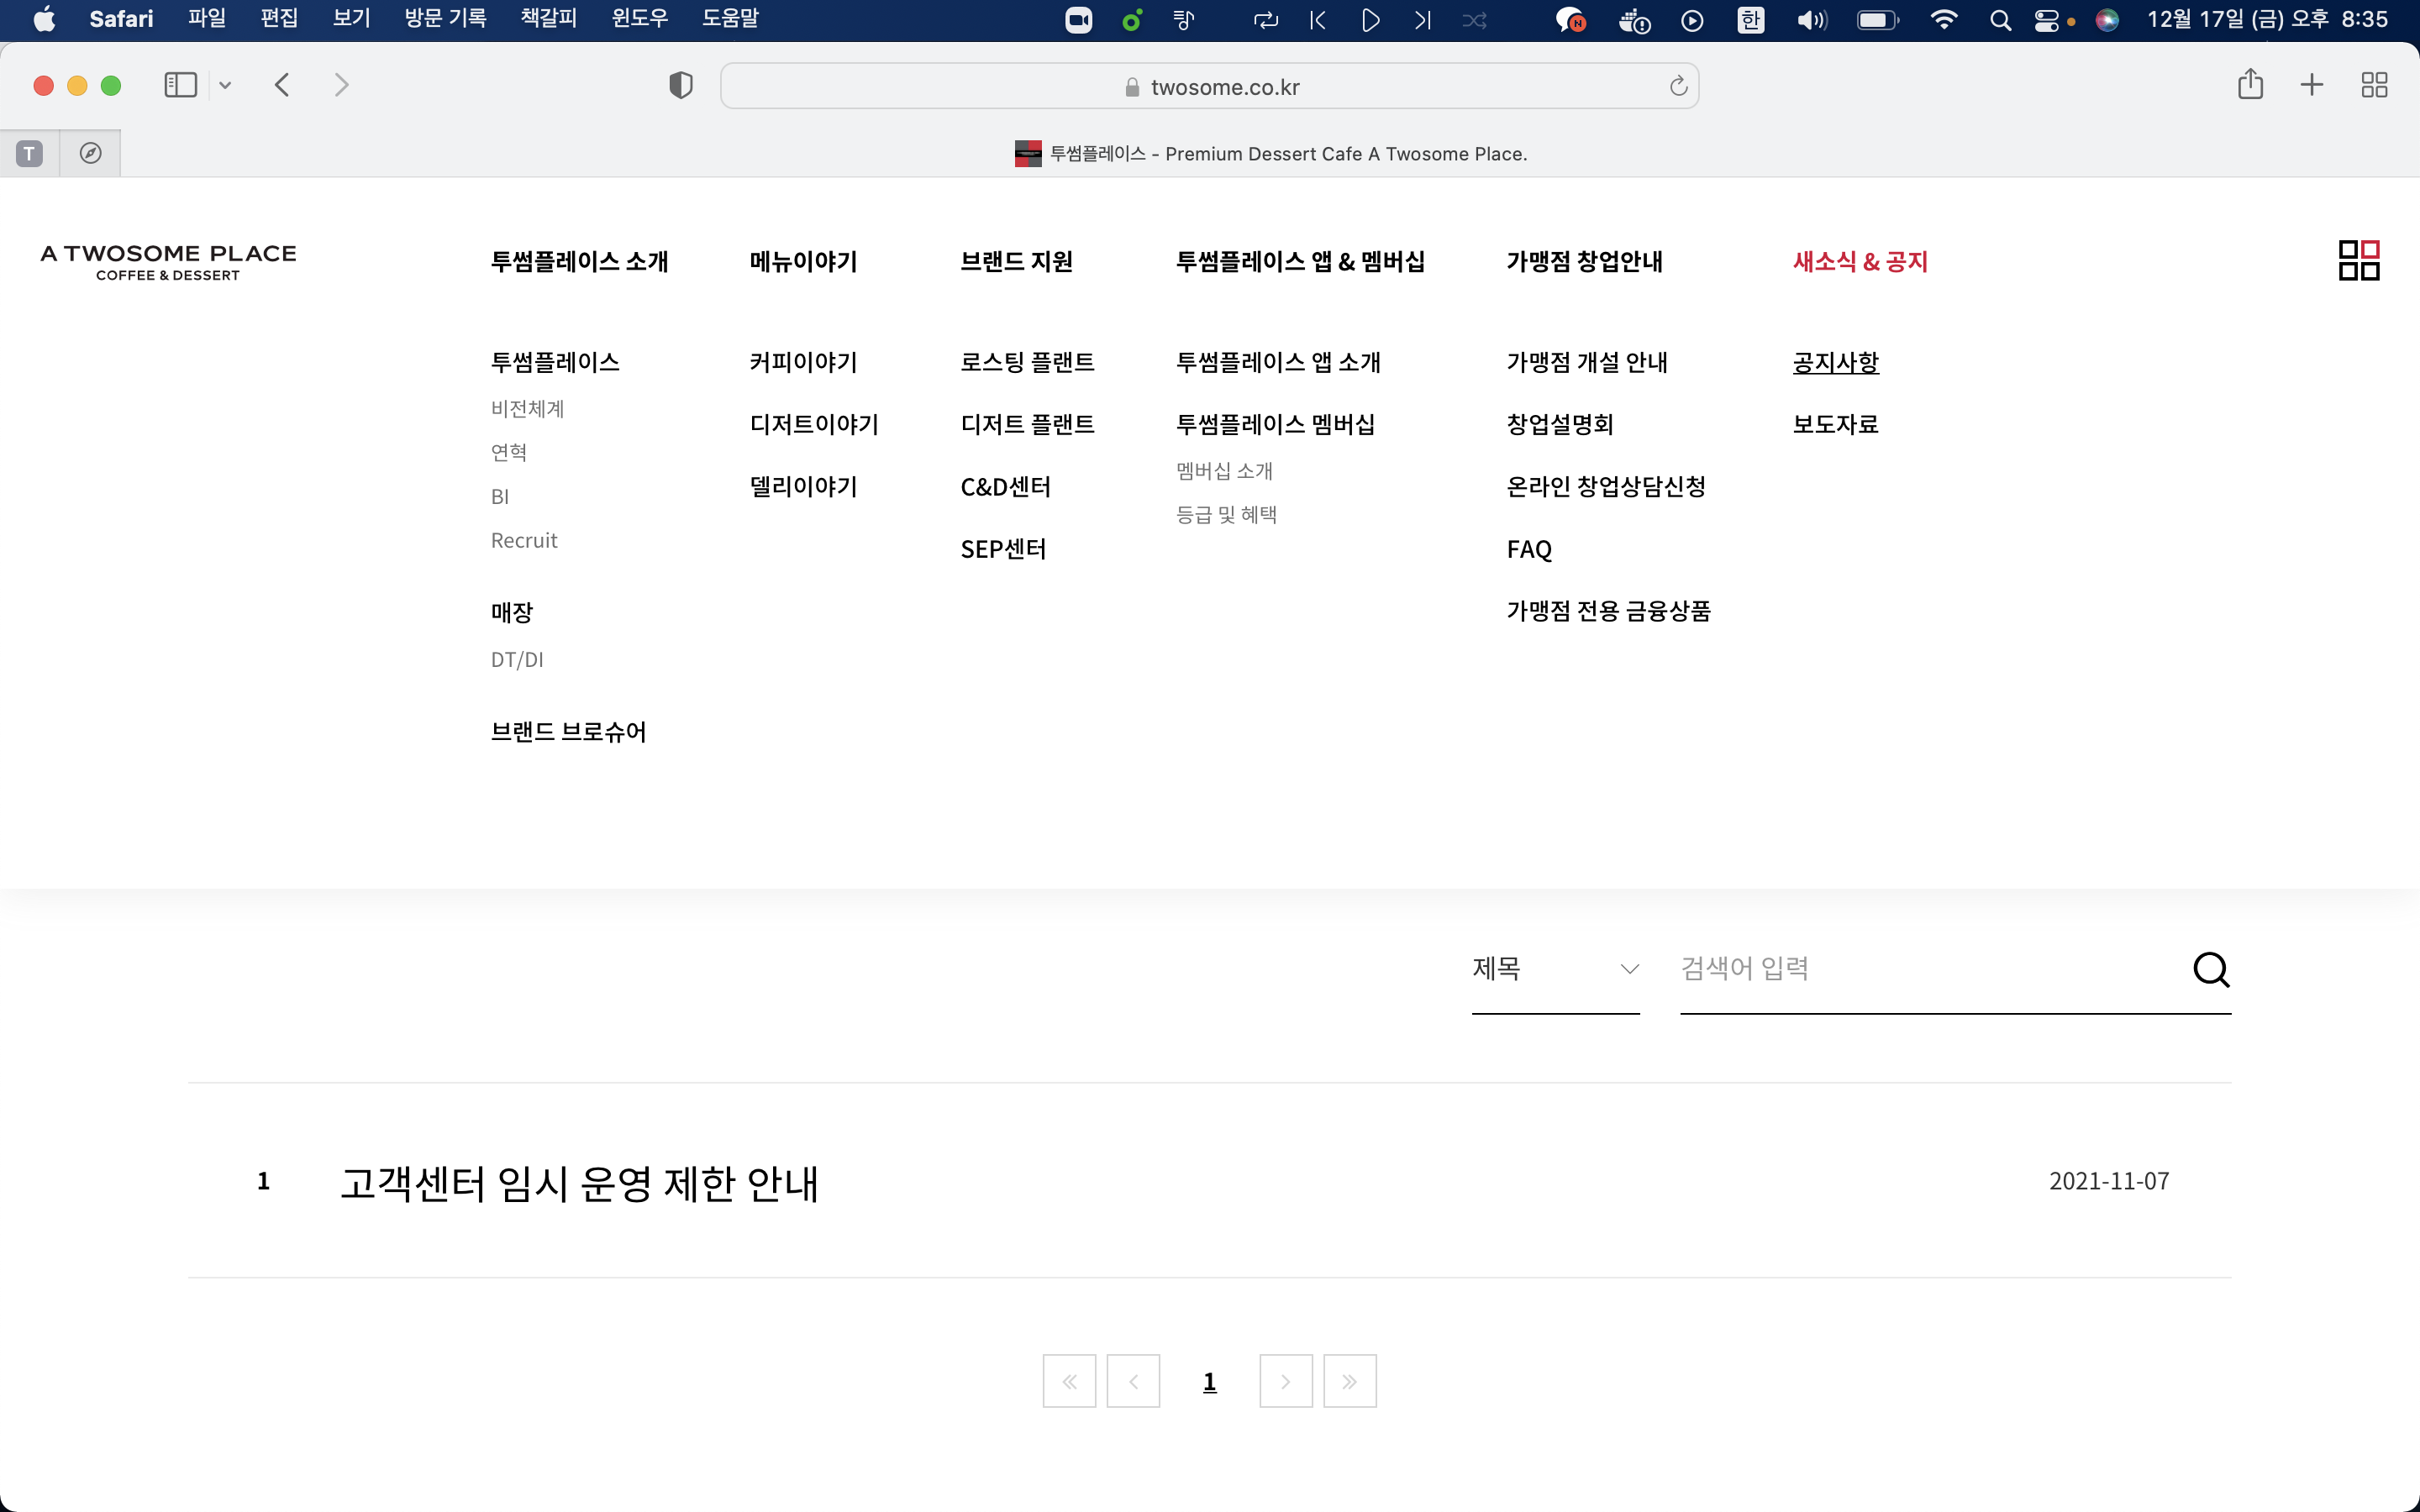 Safari 파일 편집 보기 방문 기록 책갈피 윈도우 도움말 N 한 12월 17일 (금) 오후 8:35
twosome.co.kr
T 투썸플레이스 - Premium Dessert Cafe A Twosome Place.
A TWOSOME PLACE
COFFEE & DESSERT
투썸플레이스 소개 메뉴이야기 브랜드 지원 투썸플레이스 앱 & 멤버십 가맹점 창업안내 새소식 & 공지
투썸플레이스
비전체계
연혁
BI
Recruit
매장
DT/DI
브랜드 브로슈어
커피이야기
디저트이야기
델리이야기
로스팅 플랜트
디저트 플랜트
C&D센터
SEP센터
투썸플레이스 앱 소개
투썸플레이스 멤버십
멤버십 소개
등급 및 혜택
가맹점 개설 안내
창업설명회
온라인 창업상담신청
FAQ
가맹점 전용 금융상품
공지사항
보도자료
제목 검색어 입력
1 고객센터 임시 운영 제한 안내 2021-11-07
1